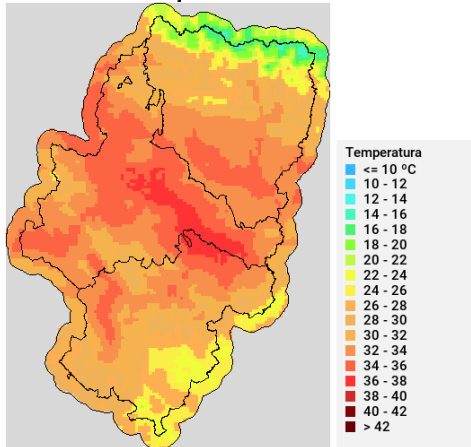 Temperatura
<= 10 ºC
10 - 12
12 - 14
14 - 16
16 - 18
18 - 20
20 - 22
22 - 24
24 - 26
26 - 28
28 - 30
30 - 32
32 - 34
34 - 36
36 - 38
38 - 40
40 - 42
> 42